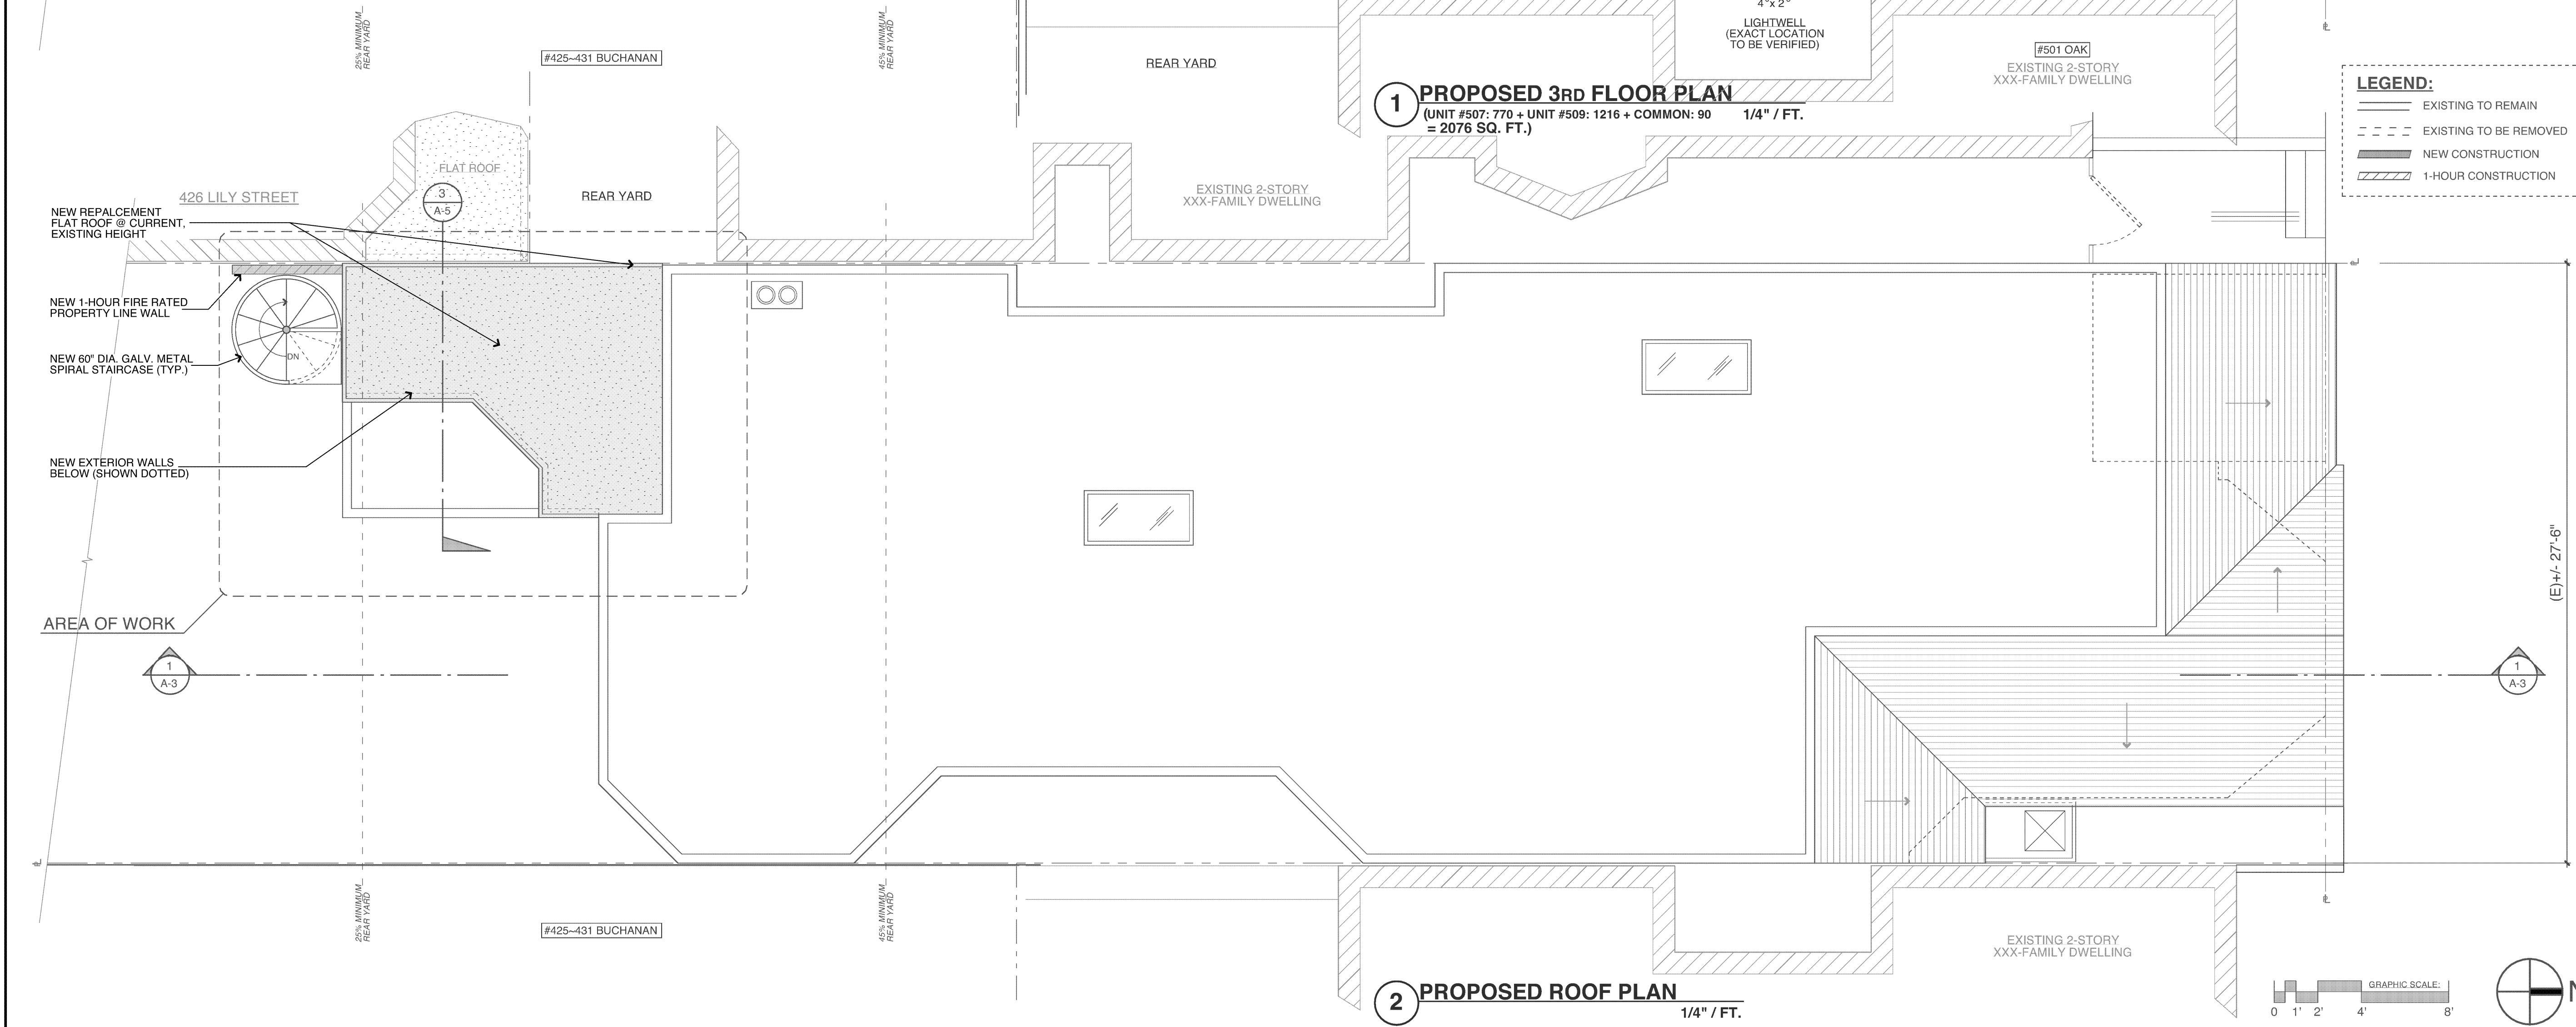 4"x 2"
LIGHTWELL
(EXACT LOCATION
TO BE VERIFIED)
25% MINIMUM
REAR YARD
#425~431 BUCHANAN
45% MINIMUM
REAR YARD
REAR YARD
#501 OAK
EXISTING 2-STORY
XXX-FAMILY DWELLING
1
PROPOSED 3RD FLOOR PLAN
(UNIT #507: 770 + UNIT #509: 1216 + COMMON: 90
= 2076 SQ. FT.)
1/4" / FT.
LEGEND:
EXISTING TO REMAIN
EXISTING TO BE REMOVED
NEW CONSTRUCTION
1-HOUR CONSTRUCTION
FLAT ROOF
426 LILY STREET
3
A-5
REAR YARD
EXISTING 2-STORY
XXX-FAMILY DWELLING
NEW REPALCEMENT
FLAT ROOF @ CURRENT,
EXISTING HEIGHT
NEW 1-HOUR FIRE RATED
PROPERTY LINE WALL
NEW 60" DIA. GALV. METAL
SPIRAL STAIRCASE (TYP.)
DN
NEW EXTERIOR WALLS
BELOW (SHOWN DOTTED)
AREA OF WORK
1
A-3
1
A-3
(E)+/- 27'-6"
25% MINIMUM
REAR YARD
#425~431 BUCHANAN
45% MINIMUM
REAR YARD
EXISTING 2-STORY
XXX-FAMILY DWELLING
2
PROPOSED ROOF PLAN
1/4" / FT.
GRAPHIC SCALE:
0 1' 2' 4' 8'